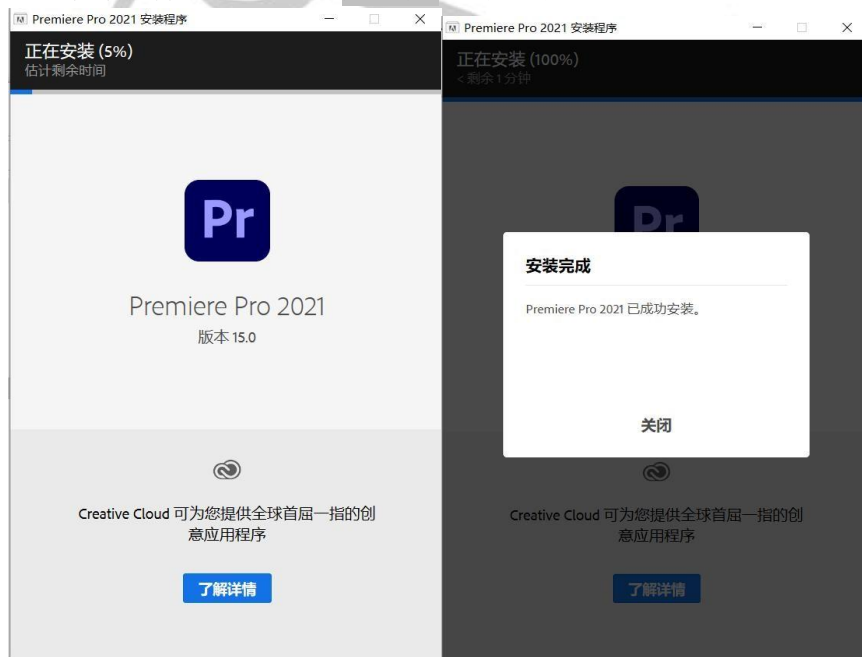 Premiere Pro 2021 安装程序
正在安装 (5%)
估计剩余时间
Pr
Premiere Pro 2021
版本 15.0
Creative Cloud 可为您提供全球首屈一指的创
意应用程序
了解详情
Premiere Pro 2021 安装程序
正在安装 (100%)
< 剩余 1 分钟
Pr
安装完成
Premiere Pro 2021 已成功安装。
关闭
Creative Cloud 可为您提供全球首屈一指的创
意应用程序
了解详情